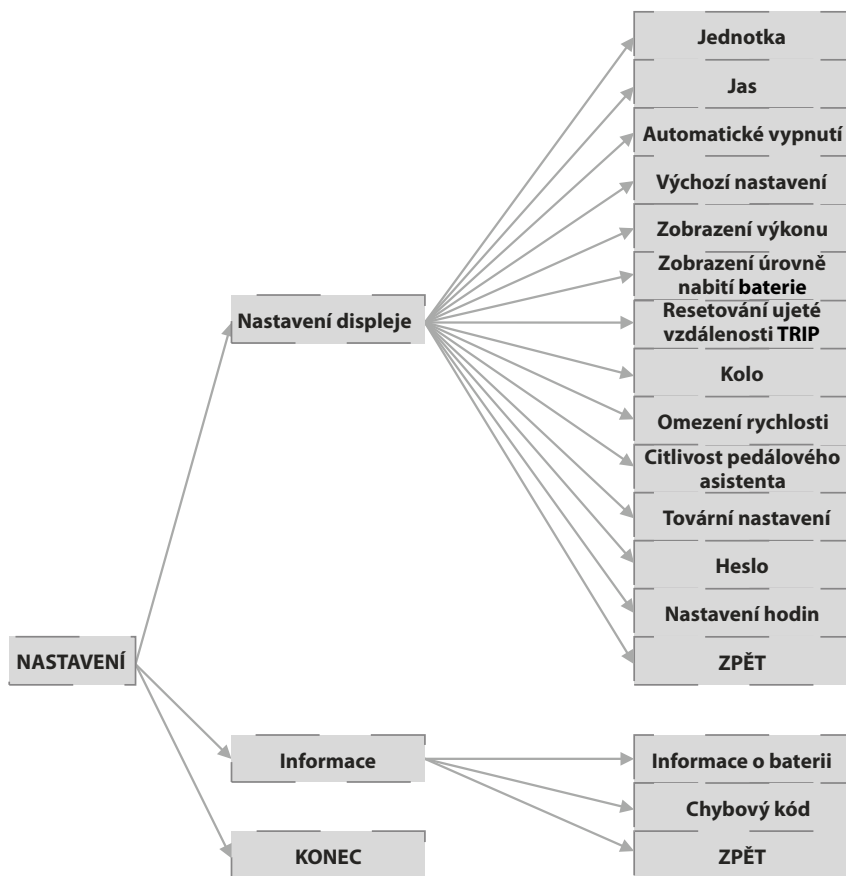 Jednotka
Jas
Automatické vypnutí
Výchozí nastavení
Zobrazení výkonu
Zobrazení úrovně
nabití baterie
Nastavení displeje
Resetování ujeté
vzdálenosti TRIP
Kolo
Omezení rychlosti
Citlivost pedálového
asistenta
Tovární nastavení
Heslo
Nastavení hodin
NASTAVENÍ
ZPĚT
Informace
Informace o baterii
Chybový kód
KONEC
ZPĚT